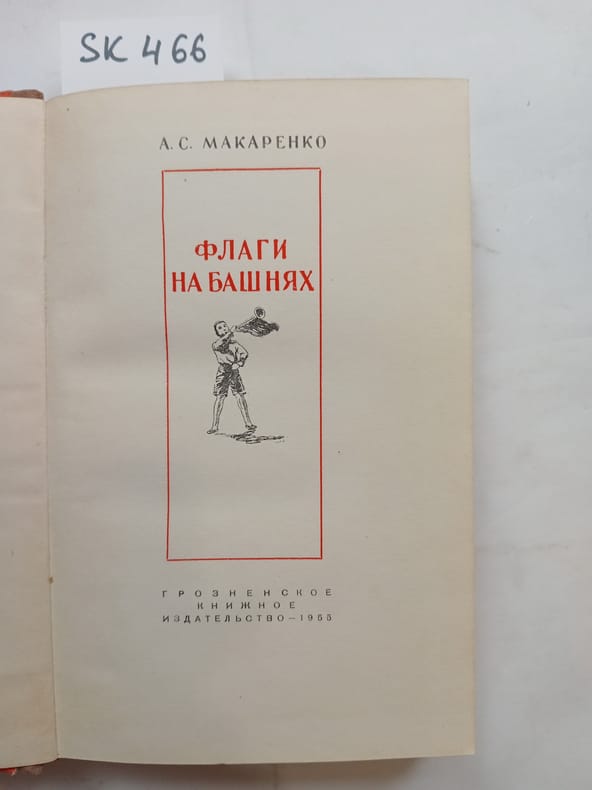 SK 466
А. С. МАКАРЕНКО
ФЛАГИ
НА БАШНЯХ
ГРОЗНЕНСКОЕ
КНИЖНОЕ
ИЗДАТЕЛЬСТВО — 1955